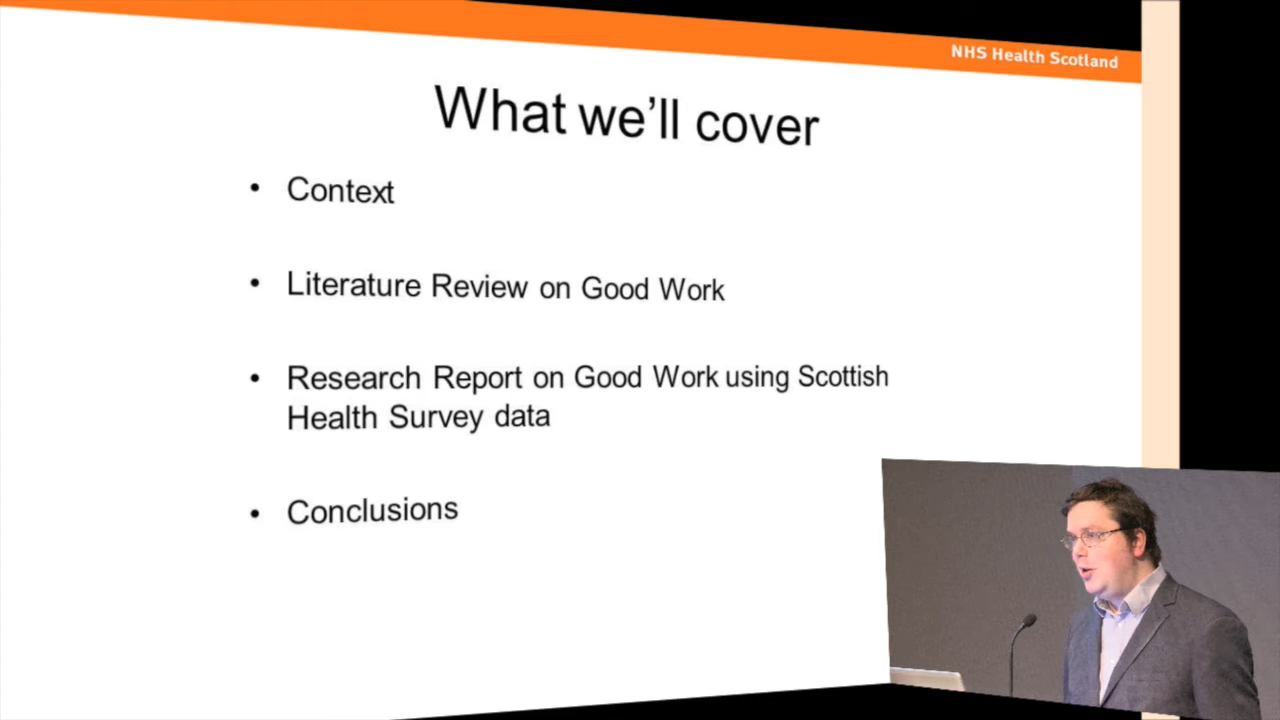 NHS Health Scotland
What we'll cover
• Context
• Literature Review on Good Work
• Research Report on Good Work using Scottish
Health Survey data
• Conclusions